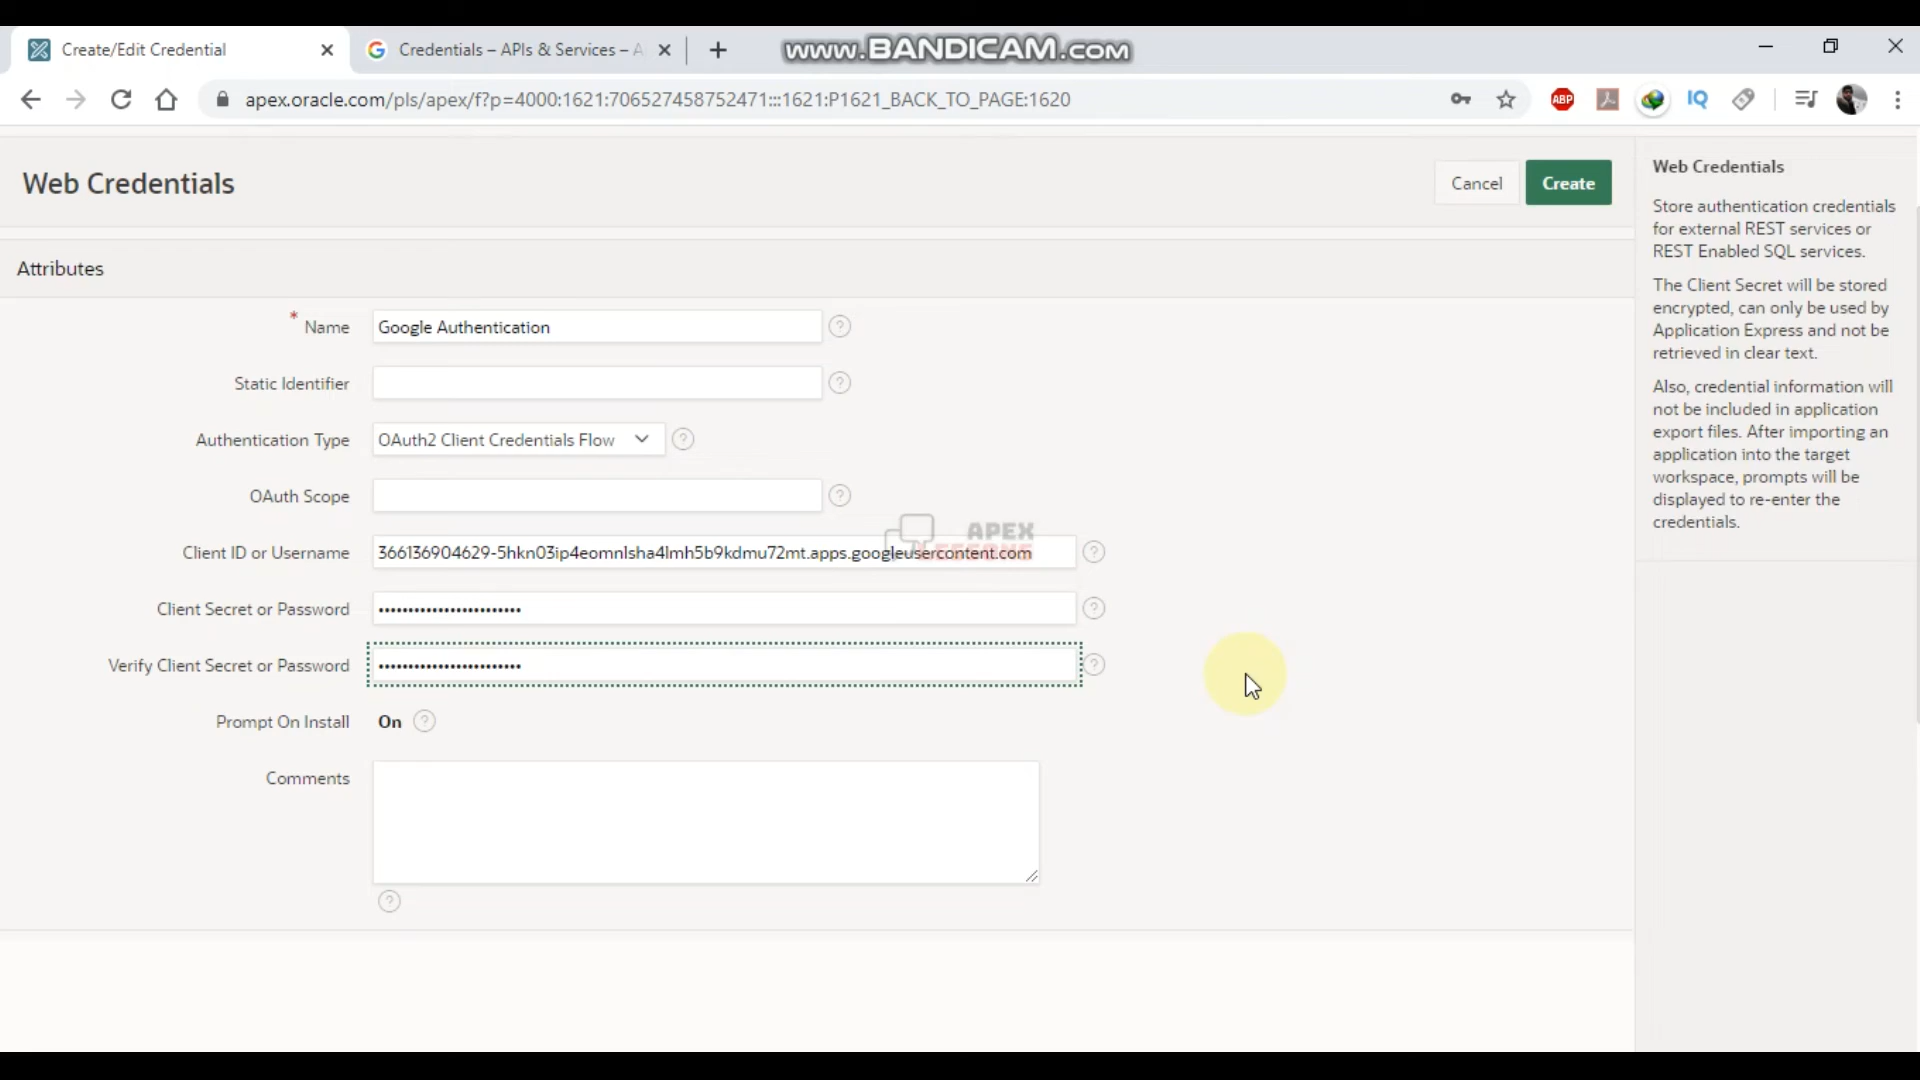 Create/Edit Credential
Credentials – APIs & Services – A
www.BANDICAM.com
apex.oracle.com/pls/apex/f?p=4000:1621:706527458752471:::1621:P1621_BACK_TO_PAGE:1620
ABP
IQ
Web Credentials
Cancel
Create
Attributes
* Name
Google Authentication
?
Static Identifier
?
Authentication Type
OAuth2 Client Credentials Flow
?
OAuth Scope
?
APEX
LESSONS
Client ID or Username
366136904629-5hkn03ip4eomnlsha4lmh5b9kdmu72mt.apps.googleusercontent.com
?
Client Secret or Password
••••••••••••••••••••••••
?
Verify Client Secret or Password
••••••••••••••••••••••••
?
Prompt On Install
On
?
Comments
?
Web Credentials
Store authentication credentials
for external REST services or
REST Enabled SQL services.
The Client Secret will be stored
encrypted, can only be used by
Application Express and not be
retrieved in clear text.
Also, credential information will
not be included in application
export files. After importing an
application into the target
workspace, prompts will be
displayed to re-enter the
credentials.